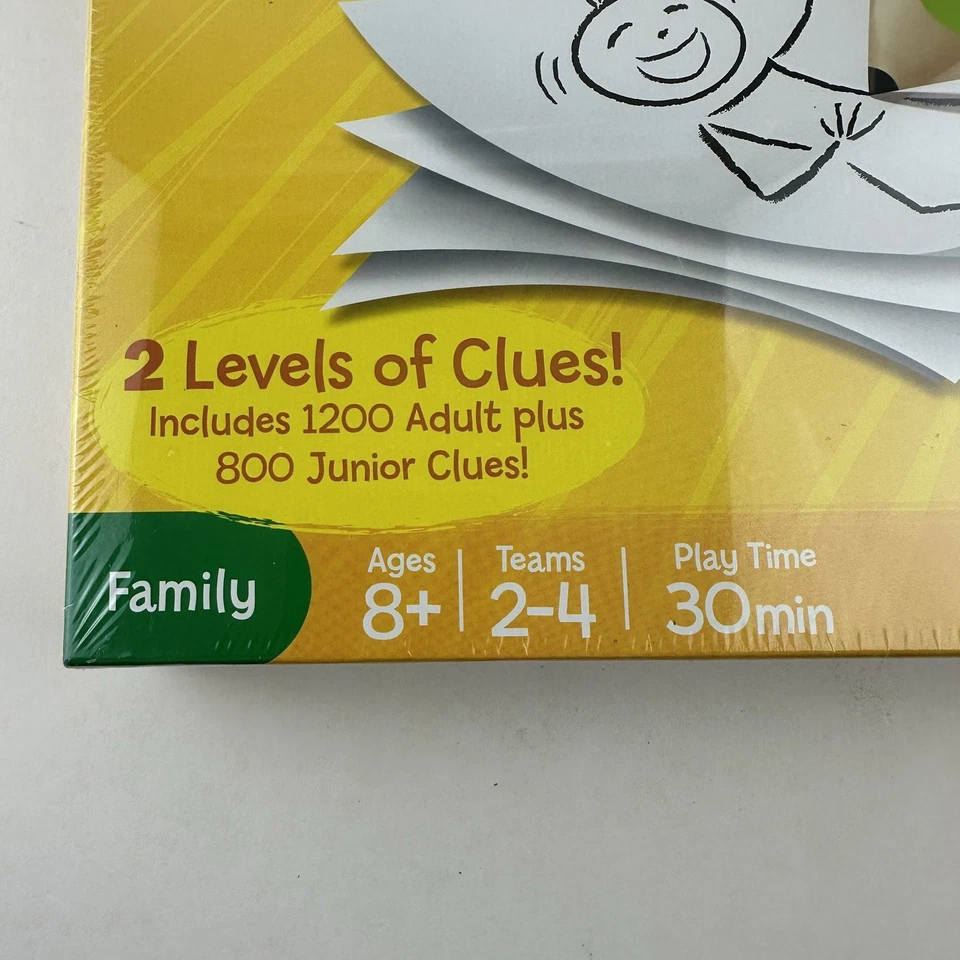 2 Levels of Clues!
Includes 1200 Adult plus
800 Junior Clues!
Family
Ages
8+
Teams
2-4
Play Time
30min